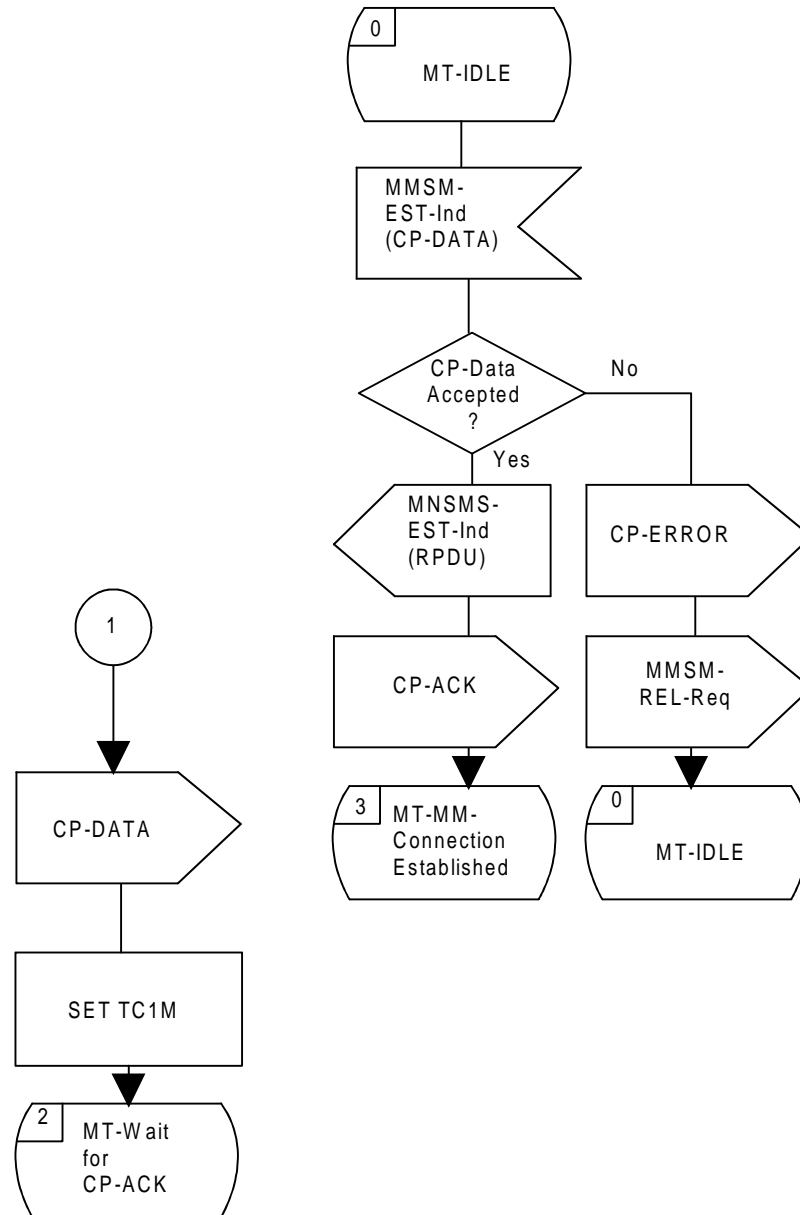 0
MT-IDLE
MMSM-
EST-Ind
(CP-DATA)
CP-Data
Accepted
?
No
Yes
MNSMS-
EST-Ind
(RPDU)
CP-ERROR
CP-ACK
MMSM-
REL-Req
3
MT-MM-
Connection
Established
0
MT-IDLE
1
CP-DATA
SET TC1M
2
MT-Wait
for
CP-ACK